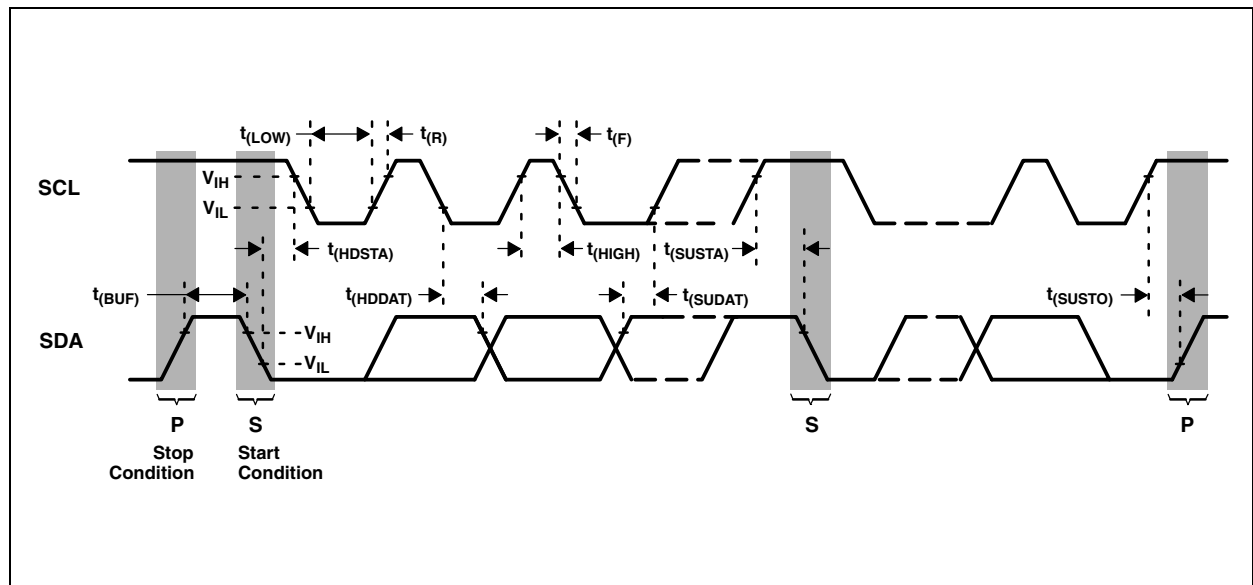 t(LOW)
t(R)
t(F)
SCL
VIH
VIL
t(HDSTA)
t(HIGH)
t(SUSTA)
t(BUF)
t(HDDAT)
t(SUDAT)
t(SUSTO)
SDA
VIH
VIL
P
S
S
P
Stop
Condition
Start
Condition